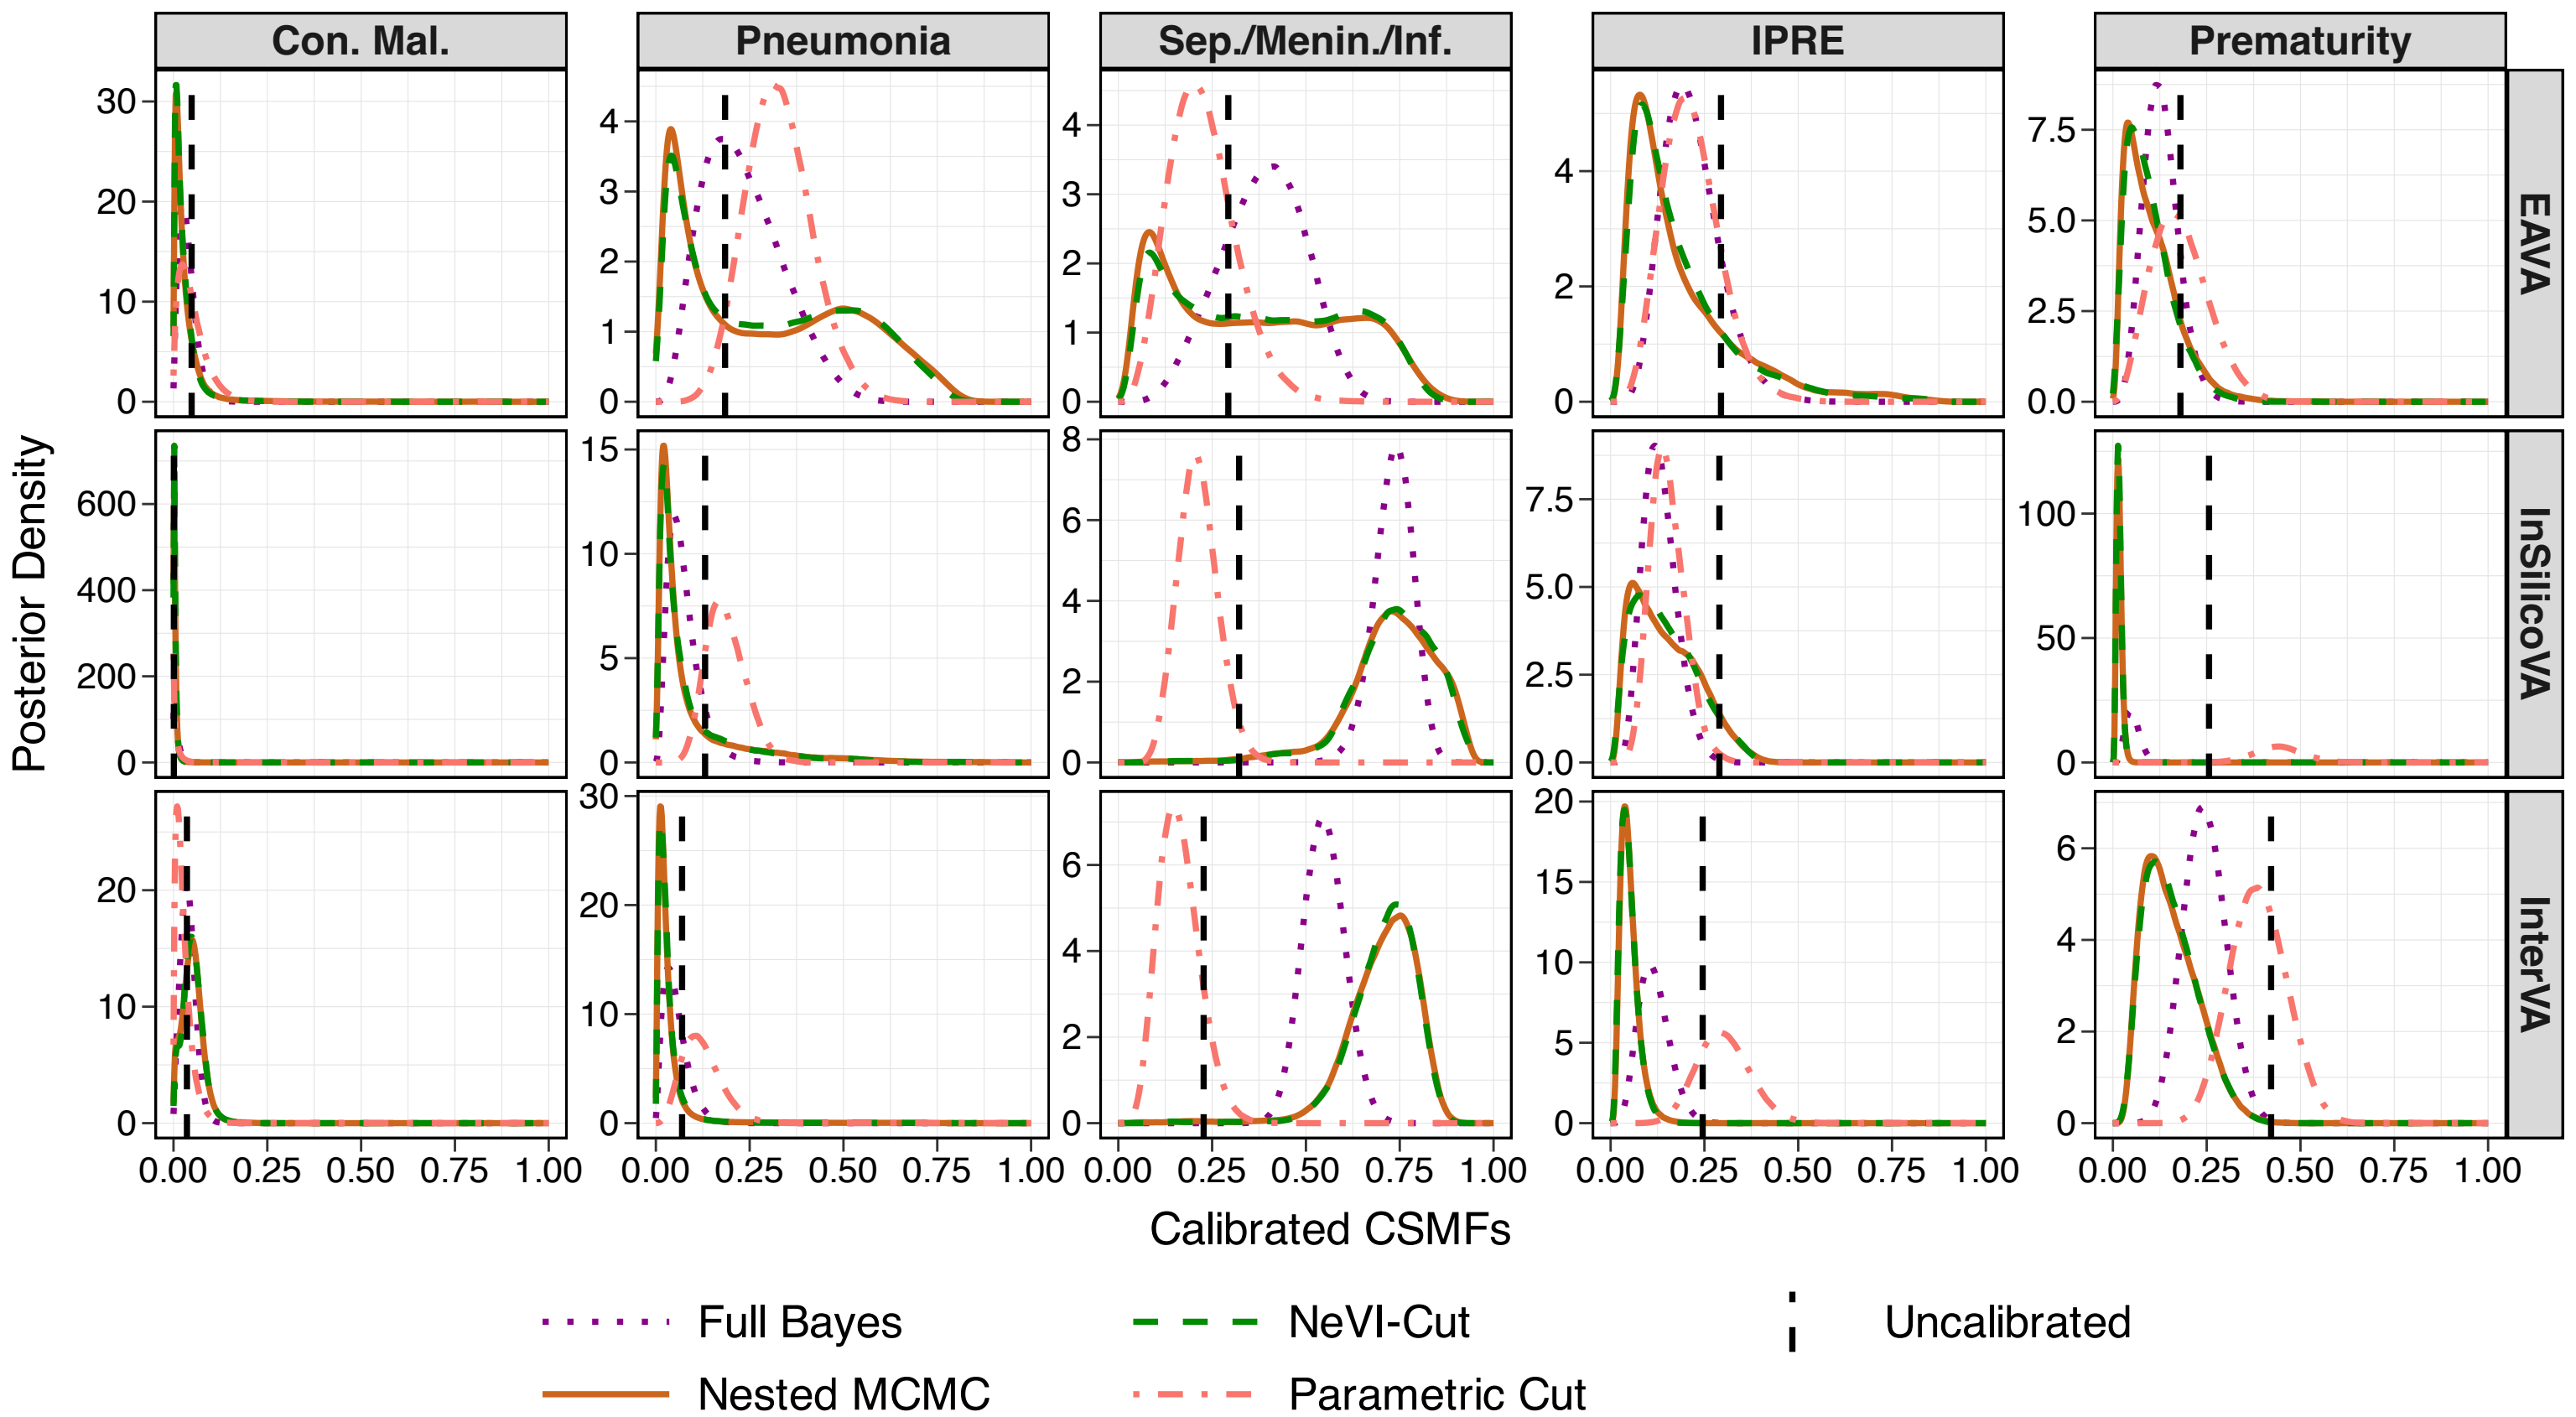 Con. Mal. Pneumonia Sep./Menin./Inf. IPRE Prematurity
30 20 10 0
4 3 2 1 0
4 3 2 1 0
4 2 0
7.5 5.0 2.5 0.0
EAVA
Posterior Density
600 400 200 0
15 10 5 0
8 6 4 2 0
7.5 5.0 2.5 0.0
100 50 0
InSilicoVA
20 10 0
30 20 10 0
6 4 2 0
20 15 10 5 0
6 4 2 0
InterVA
0.00 0.25 0.50 0.75 1.00 0.00 0.25 0.50 0.75 1.00 0.00 0.25 0.50 0.75 1.00 0.00 0.25 0.50 0.75 1.00 0.00 0.25 0.50 0.75 1.00
Calibrated CSMFs
Full Bayes NeVI-Cut Uncalibrated
Nested MCMC Parametric Cut